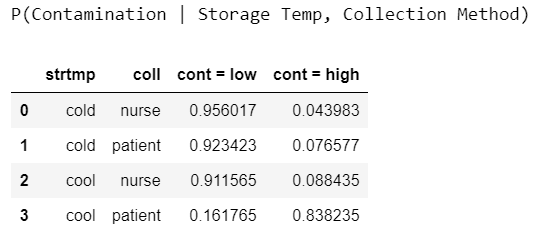 P(Contamination | Storage Temp, Collection Method)
strtmp coll cont = low cont = high
0 cold nurse 0.956017 0.043983
1 cold patient 0.923423 0.076577
2 cool nurse 0.911565 0.088435
3 cool patient 0.161765 0.838235